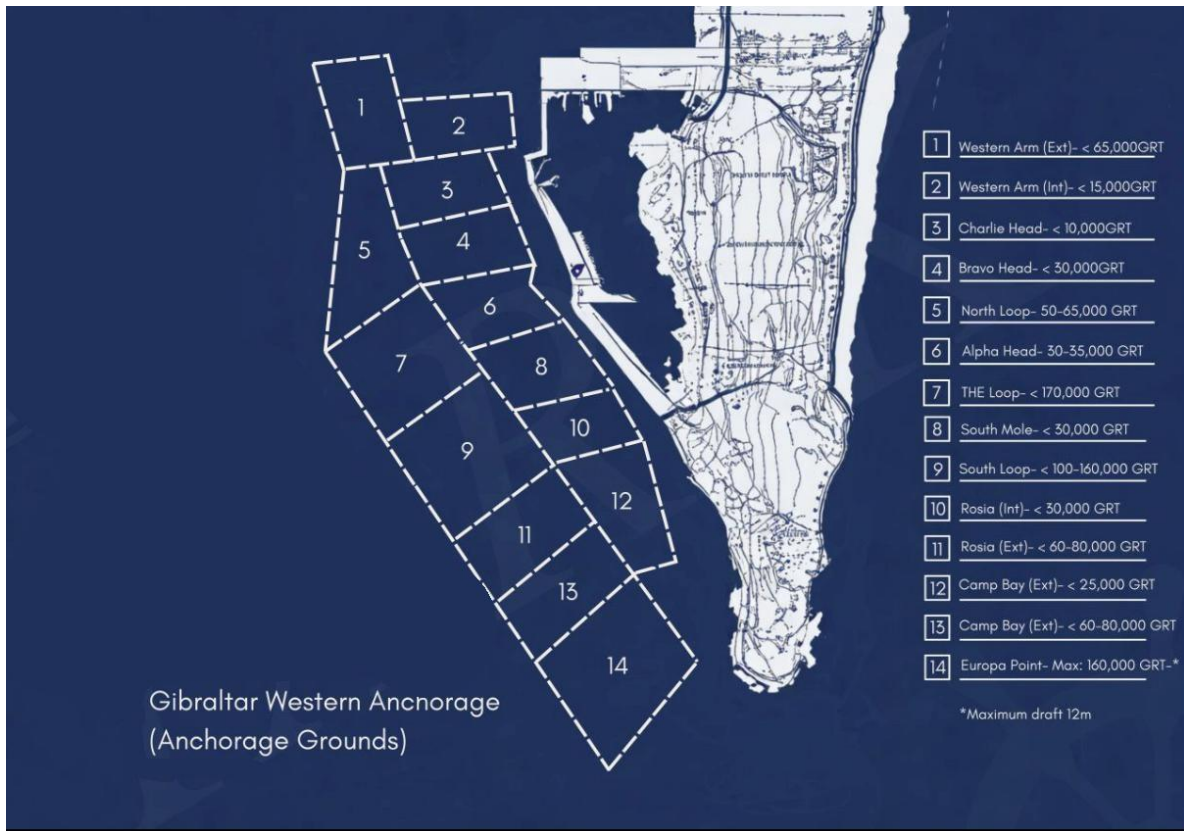 1
2
3
4
5
6
7
8
9
10
11
12
13
14
1 Western Arm (Ext)- < 65,000GRT
2 Western Arm (Int)- < 15,000GRT
3 Charlie Head- < 10,000GRT
4 Bravo Head- < 30,000GRT
5 North Loop- 50-65,000 GRT
6 Alpha Head- 30-35,000 GRT
7 THE Loop- < 170,000 GRT
8 South Mole- < 30,000 GRT
9 South Loop- < 100-160,000 GRT
10 Rosia (Int)- < 30,000 GRT
11 Rosia (Ext)- < 60-80,000 GRT
12 Camp Bay (Ext)- < 25,000 GRT
13 Camp Bay (Ext)- < 60-80,000 GRT
14 Europa Point- Max: 160,000 GRT-*
*Maximum draft 12m
Gibraltar Western Ancnorage
(Anchorage Grounds)